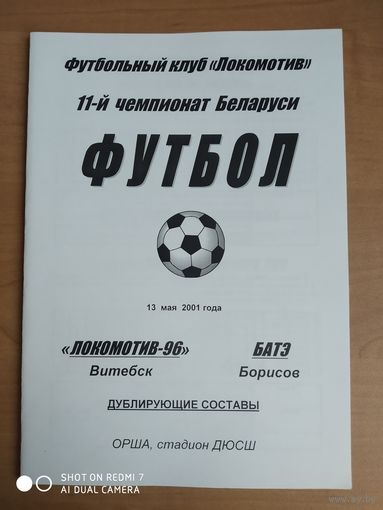 Футбольный клуб «Локомотив»
11-й чемпионат Беларуси
ФУТБОЛ
13 мая 2001 года
«ЛОКОМОТИВ-96» БАТЭ
Витебск Борисов
ДУБЛИРУЮЩИЕ СОСТАВЫ
ОРША, стадион ДЮСШ
SHOT ON REDMI 7
AI DUAL CAMERA